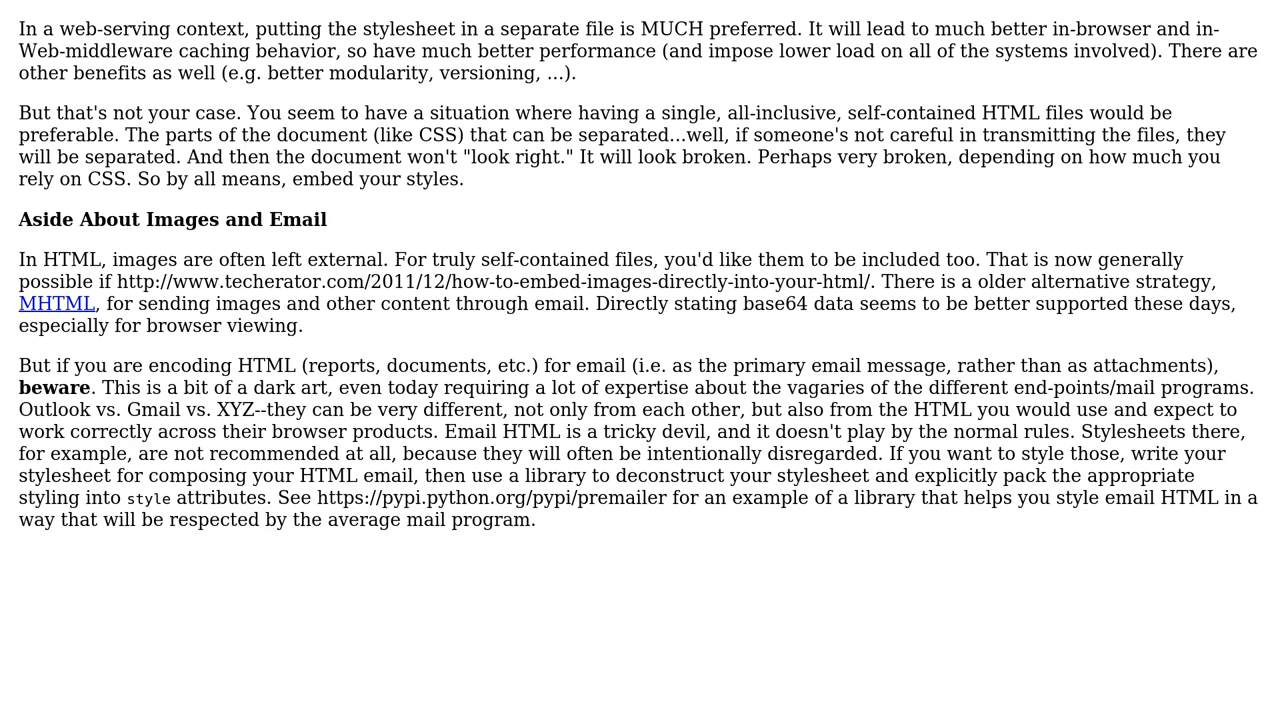 In a web-serving context, putting the stylesheet in a separate file is MUCH preferred. It will lead to much better in-browser and in-
Web-middleware caching behavior, so have much better performance (and impose lower load on all of the systems involved). There are
other benefits as well (e.g. better modularity, versioning, ...).
But that's not your case. You seem to have a situation where having a single, all-inclusive, self-contained HTML files would be
preferable. The parts of the document (like CSS) that can be separated...well, if someone's not careful in transmitting the files, they
will be separated. And then the document won't "look right." It will look broken. Perhaps very broken, depending on how much you
rely on CSS. So by all means, embed your styles.
Aside About Images and Email
In HTML, images are often left external. For truly self-contained files, you'd like them to be included too. That is now generally
possible if http://www.techerator.com/2011/12/how-to-embed-images-directly-into-your-html/. There is a older alternative strategy,
MHTML, for sending images and other content through email. Directly stating base64 data seems to be better supported these days,
especially for browser viewing.
But if you are encoding HTML (reports, documents, etc.) for email (i.e. as the primary email message, rather than as attachments),
beware. This is a bit of a dark art, even today requiring a lot of expertise about the vagaries of the different end-points/mail programs.
Outlook vs. Gmail vs. XYZ--they can be very different, not only from each other, but also from the HTML you would use and expect to
work correctly across their browser products. Email HTML is a tricky devil, and it doesn't play by the normal rules. Stylesheets there,
for example, are not recommended at all, because they will often be intentionally disregarded. If you want to style those, write your
stylesheet for composing your HTML email, then use a library to deconstruct your stylesheet and explicitly pack the appropriate
styling into style attributes. See https://pypi.python.org/pypi/premailer for an example of a library that helps you style email HTML in a
way that will be respected by the average mail program.